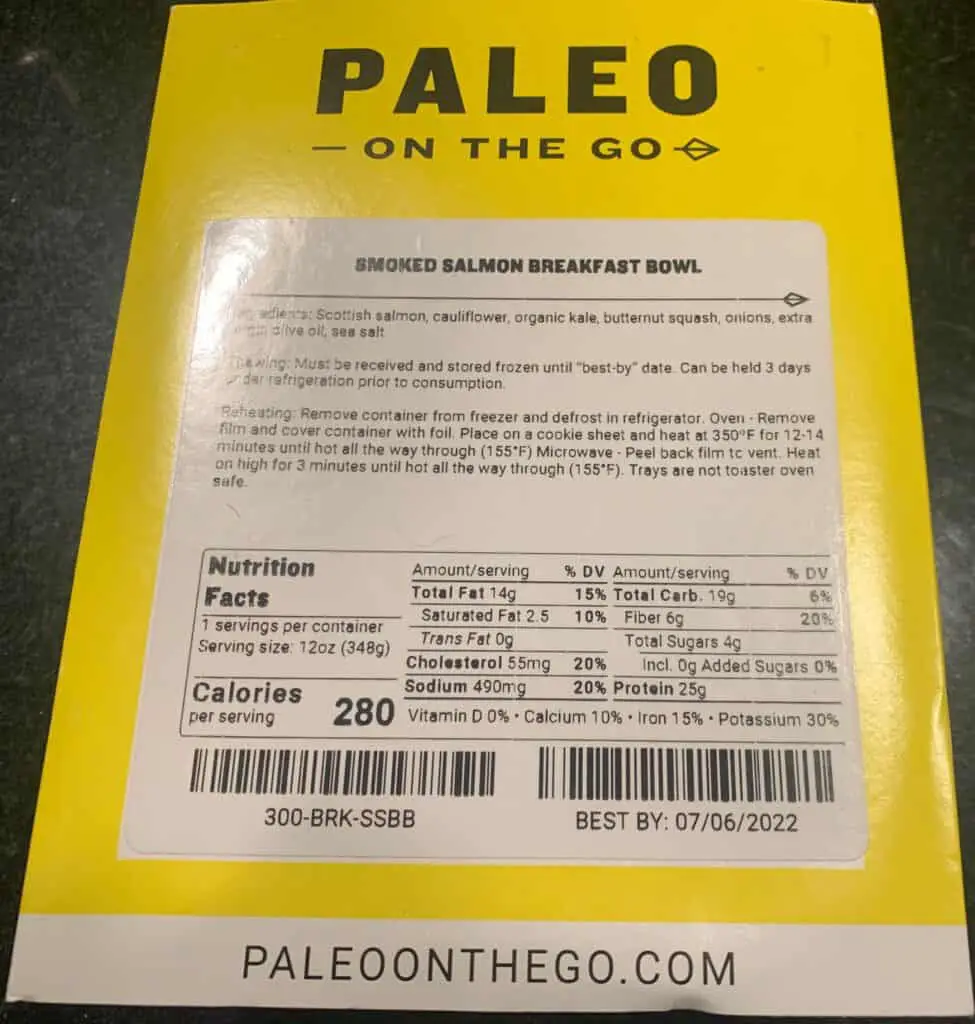 PALEO
ON THE GO
SMOKED SALMON BREAKFAST BOWL
Scottish salmon, cauliflower, organic kale, butternut squash, onions, extra
olive oil, sea salt
Must be received and stored frozen until "best-by" date. Can be held 3 days
refrigeration prior to consumption.
Reheating: Remove container from freezer and defrost in refrigerator. Oven - Remove
film and cover container with foil. Place on a cookie sheet and heat at 350°F for 12-14
minutes until hot all the way through (155°F) Microwave - Peel back film to vent. Heat
on high for 3 minutes until hot all the way through (155°F). Trays are not toaster oven
safe.
Nutrition
Facts
1 servings per container
Serving size: 12oz (348g)
Calories
per serving
280
Amount/serving % DV Amount/serving % DV
Total Fat 14g 15% Total Carb. 19g 6%
Saturated Fat 2.5 10% Fiber 6g 20%
Trans Fat 0g Total Sugars 4g
Cholesterol 55mg 20% Incl. 0g Added Sugars 0%
Sodium 490mg 20% Protein 25g
Vitamin D 0% • Calcium 10% • Iron 15% • Potassium 30%
300-BRK-SSBB
BEST BY: 07/06/2022
PALEOONTHEGO.COM